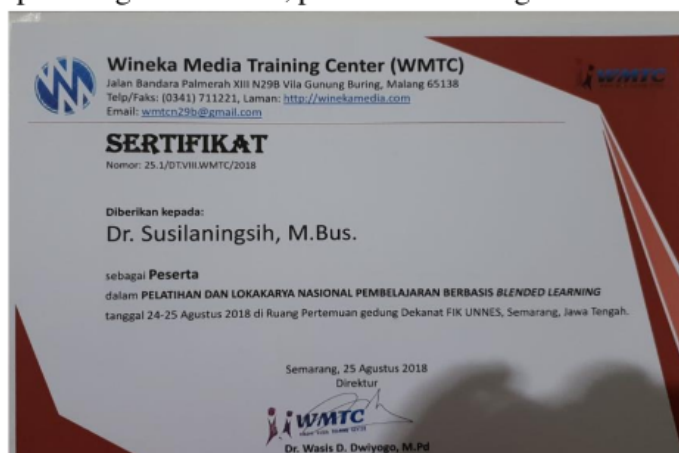 Wineka Media Training Center (WMTC)
Jalan Bandara Palmerah XIII N29B Vila Gunung Buring, Malang 65138
Telp/Faks: (0341) 711221, Laman: http://winekamedia.com
Email: wmtcn29b@gmail.com
WMTC
SERTIFIKAT
Nomor: 25.1/DT.VIII.WMTC/2018
Diberikan kepada:
Dr. Susilaningsih, M.Bus.
sebagai Peserta
dalam PELATIHAN DAN LOKAKARYA NASIONAL PEMBELAJARAN BERBASIS BLENDED LEARNING
tanggal 24-25 Agustus 2018 di Ruang Pertemuan gedung Dekanat FIK UNNES, Semarang, Jawa Tengah.
Semarang, 25 Agustus 2018
Direktur
WMTC
Dr. Wasis D. Dwiyogo, M.Pd